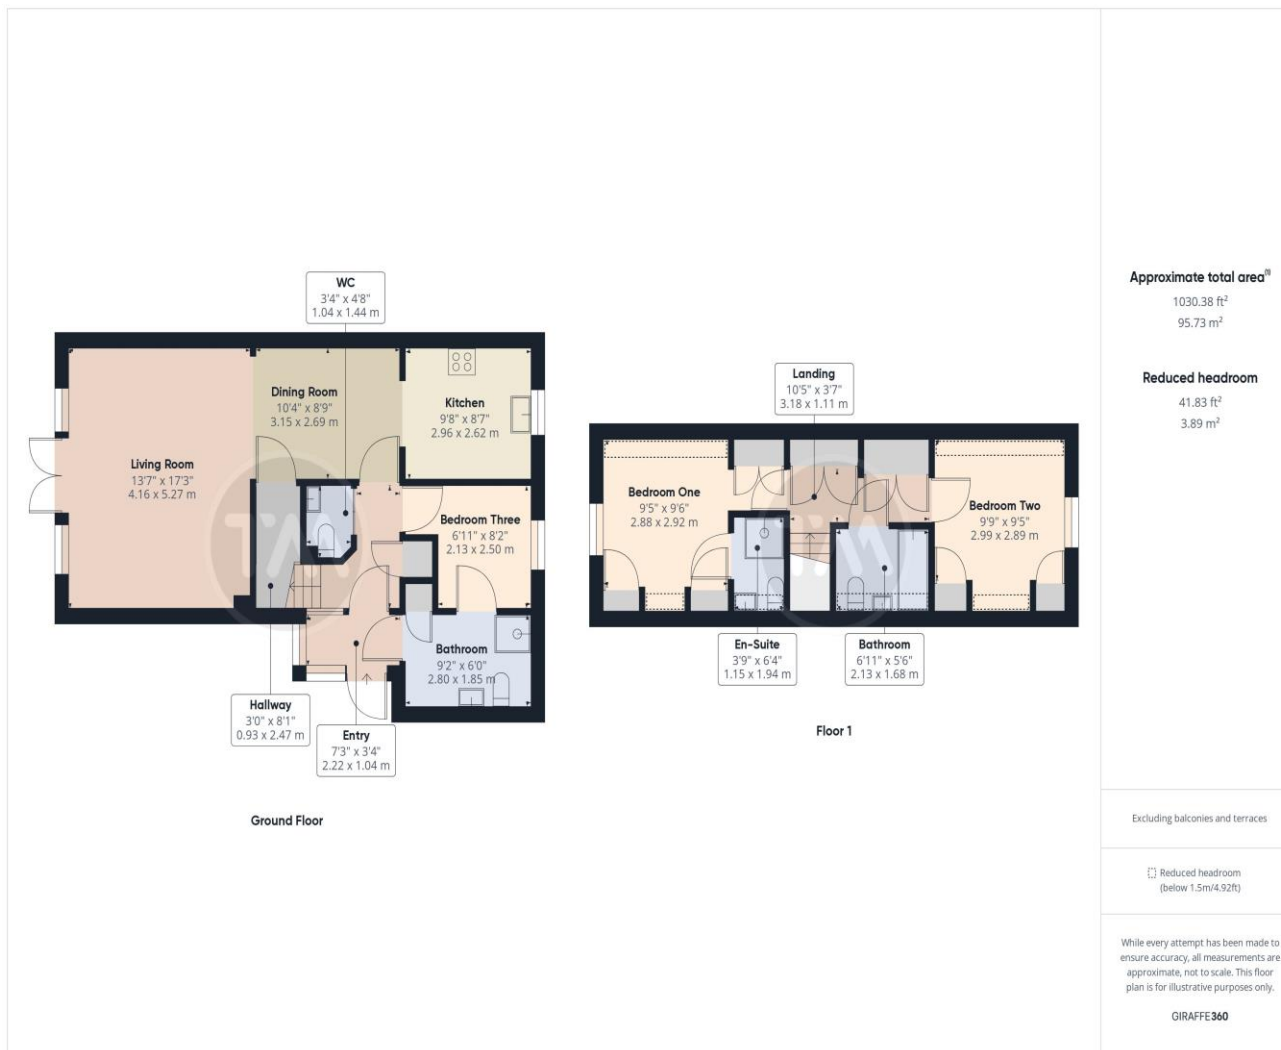 WC
3'4" x 4'8"
1.04 x 1.44 m
Dining Room
10'4" x 8'9"
3.15 x 2.69 m
Kitchen
9'8" x 8'7"
2.96 x 2.62 m
Living Room
13'7" x 17'3"
4.16 x 5.27 m
Bedroom Three
6'11" x 8'2"
2.13 x 2.50 m
Bathroom
9'2" x 6'0"
2.80 x 1.85 m
Hallway
3'0" x 8'1"
0.93 x 2.47 m
Entry
7'3" x 3'4"
2.22 x 1.04 m
Ground Floor
Landing
10'5" x 3'7"
3.18 x 1.11 m
Bedroom One
9'5" x 9'6"
2.88 x 2.92 m
Bedroom Two
9'9" x 9'5"
2.99 x 2.89 m
En-Suite
3'9" x 6'4"
1.15 x 1.94 m
Bathroom
6'11" x 5'6"
2.13 x 1.68 m
Floor 1
Approximate total area⁽¹⁾
1030.38 ft²
95.73 m²
Reduced headroom
41.83 ft²
3.89 m²
Excluding balconies and terraces
Reduced headroom
(below 1.5m/4.92ft)
While every attempt has been made to
ensure accuracy, all measurements are
approximate, not to scale. This floor
plan is for illustrative purposes only.
GIRAFFE360